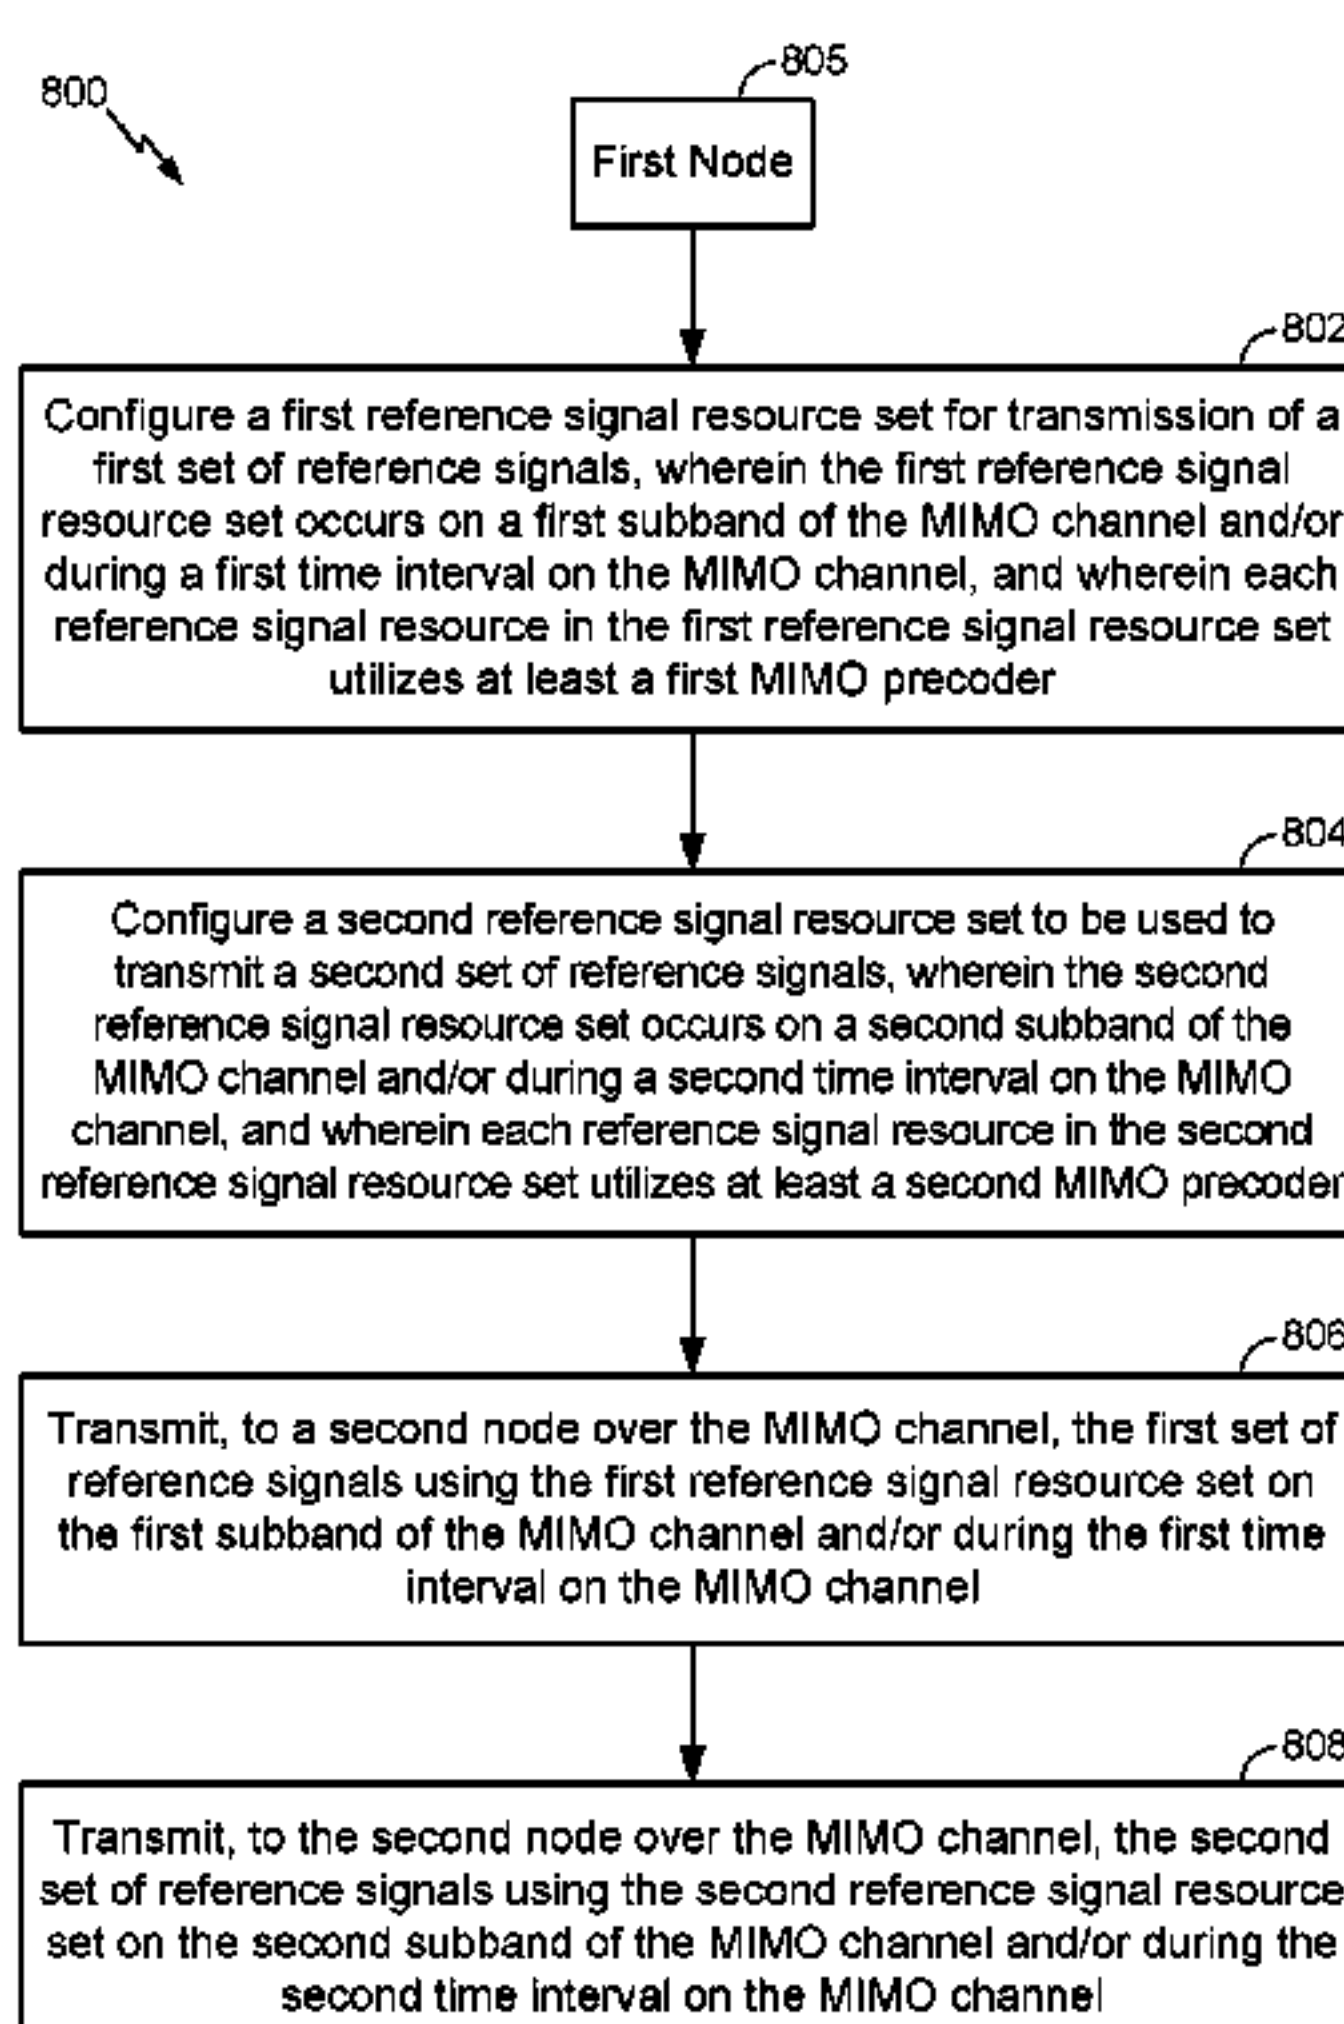 805
800
First Node
802
Configure a first reference signal resource set for transmission of a
first set of reference signals, wherein the first reference signal
resource set occurs on a first subband of the MIMO channel and/or
during a first time interval on the MIMO channel, and wherein each
reference signal resource in the first reference signal resource set
utilizes at least a first MIMO precoder
804
Configure a second reference signal resource set to be used to
transmit a second set of reference signals, wherein the second
reference signal resource set occurs on a second subband of the
MIMO channel and/or during a second time interval on the MIMO
channel, and wherein each reference signal resource in the second
reference signal resource set utilizes at least a second MIMO precoder
806
Transmit, to a second node over the MIMO channel, the first set of
reference signals using the first reference signal resource set on
the first subband of the MIMO channel and/or during the first time
interval on the MIMO channel
808
Transmit, to the second node over the MIMO channel, the second
set of reference signals using the second reference signal resource
set on the second subband of the MIMO channel and/or during the
second time interval on the MIMO channel